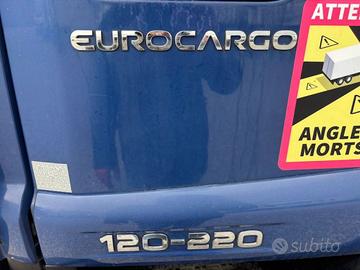 EUROCARGO
ATTE
ANGLE
MORTS
120-220
subito